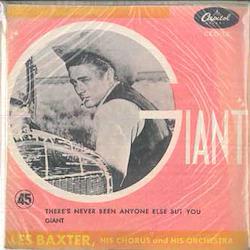 Capitol
GIANT
45
THERE'S NEVER BEEN ANYONE ELSE BUT YOU
GIANT
LES BAXTER, HIS CHORUS and HIS ORCHESTRA